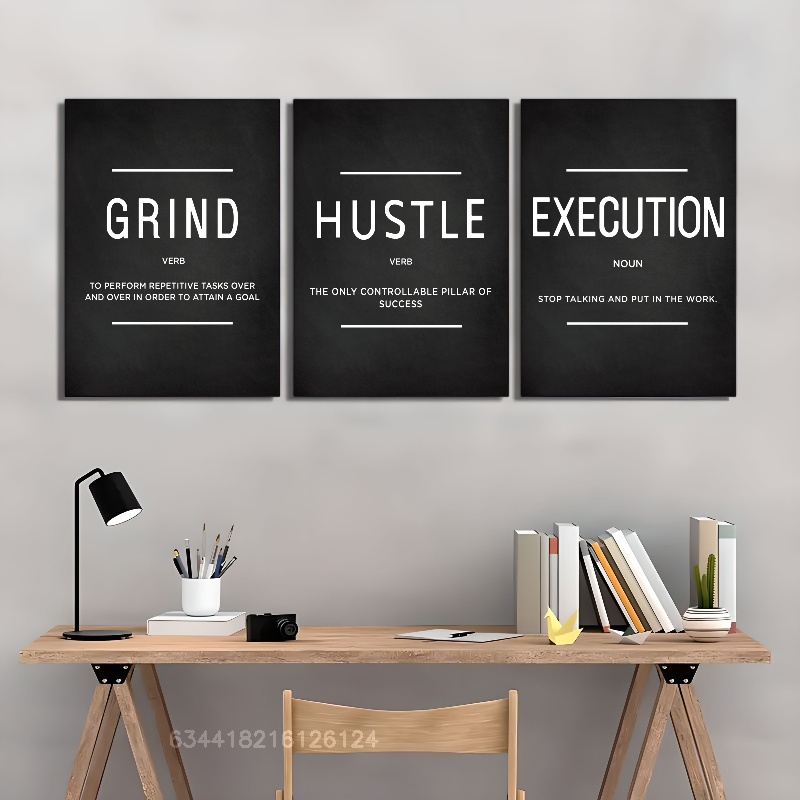 GRIND
VERB
TO PERFORM REPETITIVE TASKS OVER
AND OVER IN ORDER TO ATTAIN A GOAL
HUSTLE
VERB
THE ONLY CONTROLLABLE PILLAR OF
SUCCESS
EXECUTION
NOUN
STOP TALKING AND PUT IN THE WORK.
634418216126124